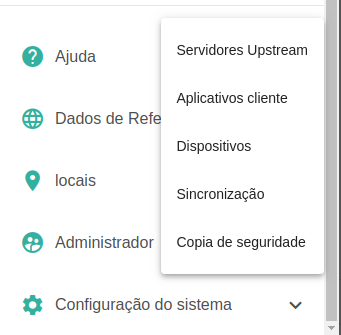 Servidores Upstream
Ajuda
Aplicativos cliente
Dados de Refe
Dispositivos
locais
Sincronização
Administrador
Copia de seguridade
Configuração do sistema